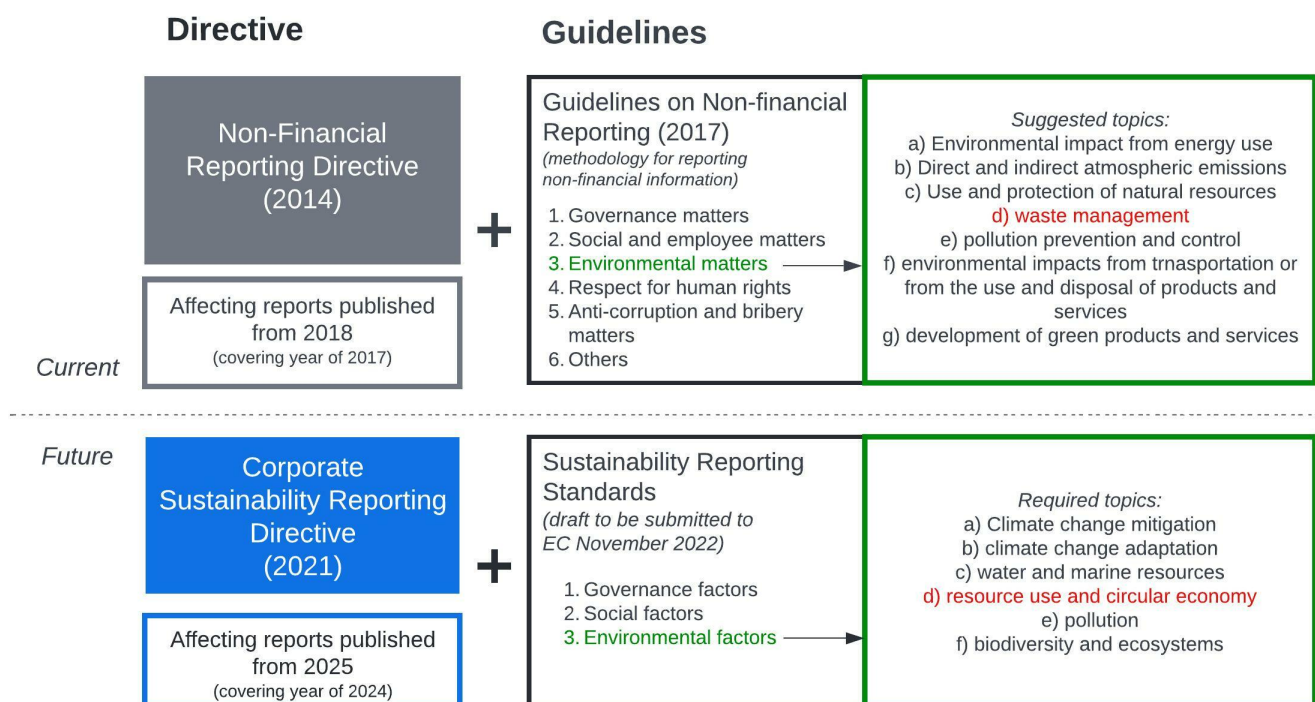 Directive
Guidelines
Non-Financial
Reporting Directive
(2014)
Affecting reports published
from 2018
(covering year of 2017)
Current
+
Guidelines on Non-financial
Reporting (2017)
(methodology for reporting
non-financial information)
1. Governance matters
2. Social and employee matters
3. Environmental matters
4. Respect for human rights
5. Anti-corruption and bribery
matters
6. Others
Suggested topics:
a) Environmental impact from energy use
b) Direct and indirect atmospheric emissions
c) Use and protection of natural resources
d) waste management
e) pollution prevention and control
f) environmental impacts from trnasportation or
from the use and disposal of products and
services
g) development of green products and services
Future
Corporate
Sustainability Reporting
Directive
(2021)
Affecting reports published
from 2025
(covering year of 2024)
+
Sustainability Reporting
Standards
(draft to be submitted to
EC November 2022)
1. Governance factors
2. Social factors
3. Environmental factors
Required topics:
a) Climate change mitigation
b) climate change adaptation
c) water and marine resources
d) resource use and circular economy
e) pollution
f) biodiversity and ecosystems